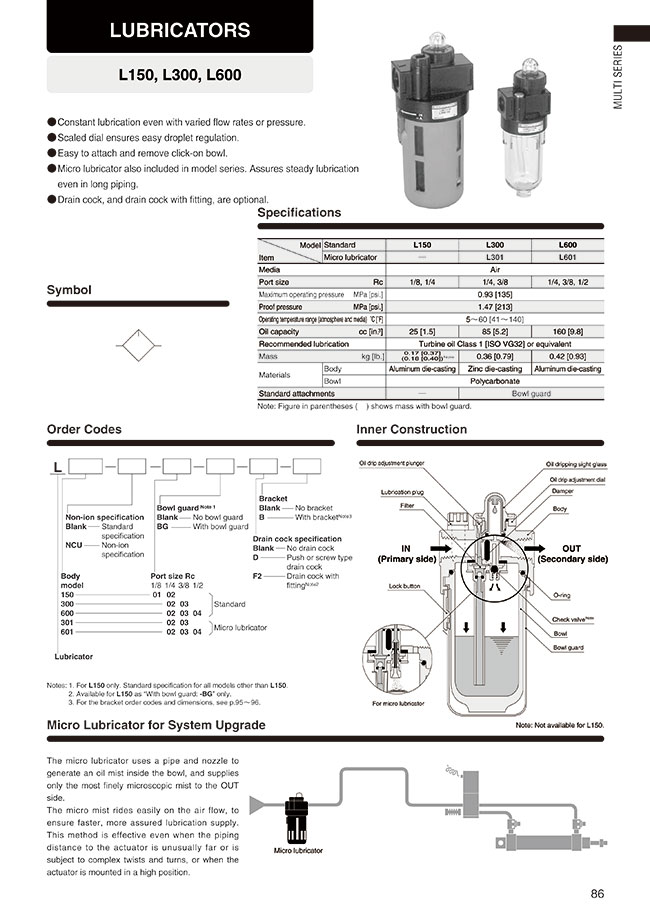 LUBRICATORS
L150, L300, L600
MULTI SERIES
●Constant lubrication even with varied flow rates or pressure.
●Scaled dial ensures easy droplet regulation.
●Easy to attach and remove click-on bowl.
●Micro lubricator also included in model series. Assures steady lubrication
even in long piping.
●Drain cock, and drain cock with fitting, are optional.
Symbol
Specifications
Model Standard L150 L300 L600
Item Micro lubricator — L301 L601
Media Air
Port size Rc 1/8, 1/4 1/4, 3/8 1/4, 3/8, 1/2
Maximum operating pressure MPa [psi.] 0.93 [135]
Proof pressure MPa [psi.] 1.47 [213]
Operating temperature range (atmosphere and media) °C [°F] 5～60 [41～140]
Oil capacity cc [in.³] 25 [1.5] 85 [5.2] 160 [9.8]
Recommended lubrication Turbine oil Class 1 [ISO VG32] or equivalent
Mass kg [lb.] 0.17 [0.37] 0.36 [0.79] 0.42 [0.93]
(0.18 [0.40])Note
Materials Body Aluminum die-casting Zinc die-casting Aluminum die-casting
Bowl Polycarbonate
Standard attachments — Bowl guard
Note: Figure in parentheses ( ) shows mass with bowl guard.
Order Codes
L — — — — —
Non-ion specification
Blank — Standard
specification
NCU — Non-ion
specification
Bowl guard Note 1
Blank — No bowl guard
BG — With bowl guard
Bracket
Blank — No bracket
B — With bracketNote3
Drain cock specification
Blank — No drain cock
D — Push or screw type
drain cock
F2 — Drain cock with
fittingNote2
Body
model
Port size Rc
1/8 1/4 3/8 1/2
150 01 02
300 02 03
600 02 03 04
Standard
301 02 03
601 02 03 04
Micro lubricator
Lubricator
Notes: 1. For L150 only. Standard specification for all models other than L150.
2. Available for L150 as "With bowl guard: -BG" only.
3. For the bracket order codes and dimensions, see p.95～96.
Inner Construction
Oil drip adjustment plunger
Lubrication plug
Filter
IN
(Primary side)
Lock button
For micro lubricator
Oil dripping sight glass
Oil drip adjustment dial
Damper
Body
OUT
(Secondary side)
O-ring
Check valveNote
Bowl
Bowl guard
Note: Not available for L150.
Micro Lubricator for System Upgrade
The micro lubricator uses a pipe and nozzle to
generate an oil mist inside the bowl, and supplies
only the most finely microscopic mist to the OUT
side.
The micro mist rides easily on the air flow, to
ensure faster, more assured lubrication supply.
This method is effective even when the piping
distance to the actuator is unusually far or is
subject to complex twists and turns, or when the
actuator is mounted in a high position.
Micro lubricator
86